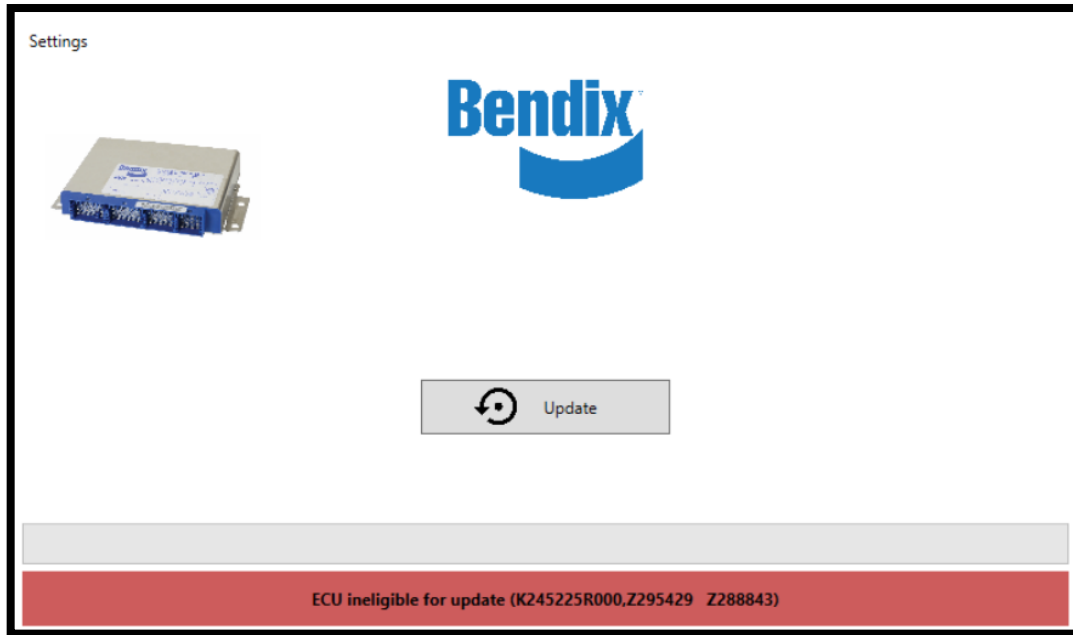 Settings
Bendix
Update
ECU ineligible for update (K245225R000,Z295429   Z288843)